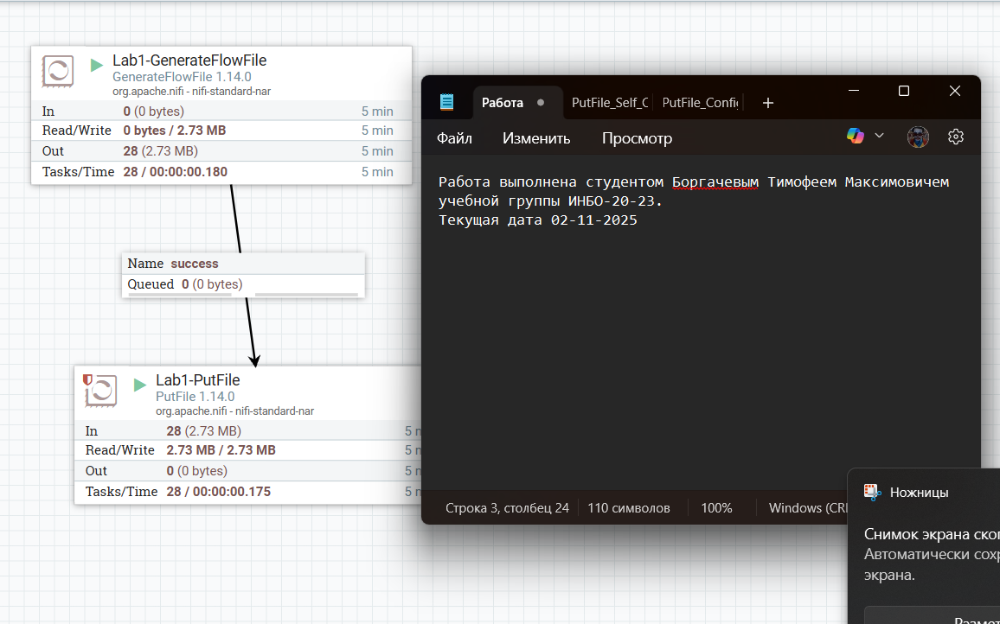 Lab1-GenerateFlowFile
GenerateFlowFile 1.14.0
org.apache.nifi - nifi-standard-nar
In 0 (0 bytes) 5 min
Read/Write 0 bytes / 2.73 MB 5 min
Out 28 (2.73 MB) 5 min
Tasks/Time 28 / 00:00:00.180 5 min
Name success
Queued 0 (0 bytes)
Lab1-PutFile
PutFile 1.14.0
org.apache.nifi - nifi-standard-nar
In 28 (2.73 MB) 5
Read/Write 2.73 MB / 2.73 MB 5
Out 0 (0 bytes) 5
Tasks/Time 28 / 00:00:00.175 5
Работа PutFile_Self_C PutFile_Config
Файл Изменить Просмотр
Работа выполнена студентом Боргачевым Тимофеем Максимовичем
учебной группы ИНБО-20-23.
Текущая дата 02-11-2025
Строка 3, столбец 24 110 символов 100% Windows (CRL
Ножницы
Снимок экрана скоп
Автоматически сохр
экрана.
Размет